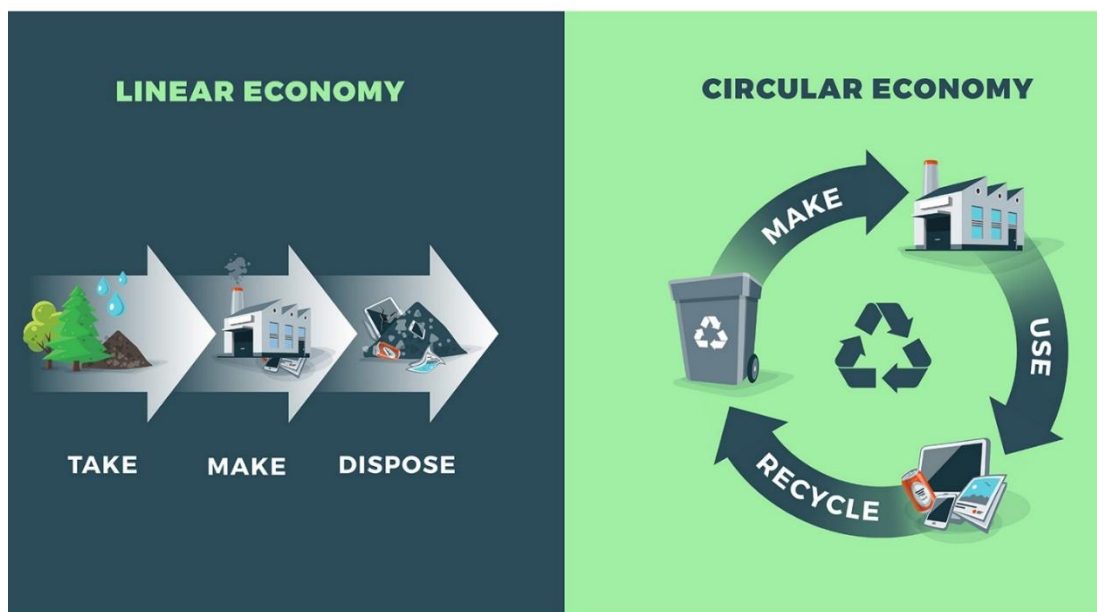 LINEAR ECONOMY
TAKE
MAKE
DISPOSE
CIRCULAR ECONOMY
MAKE
USE
RECYCLE